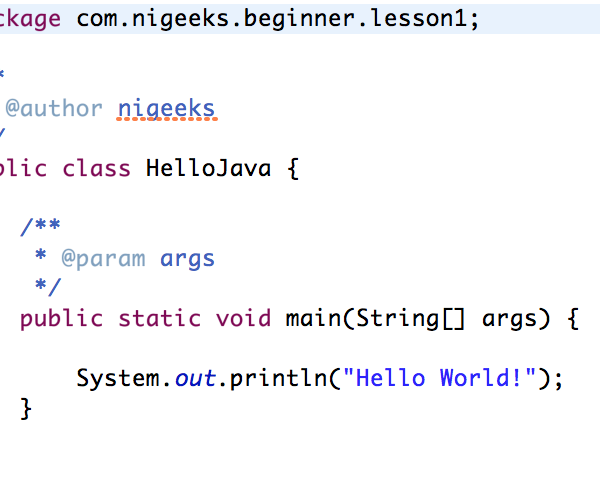 ckage com.nigeeks.beginner.lesson1;
*
@author nigeeks
/
blic class HelloJava {
/**
* @param args
*/
public static void main(String[] args) {
System.out.println("Hello World!");
}